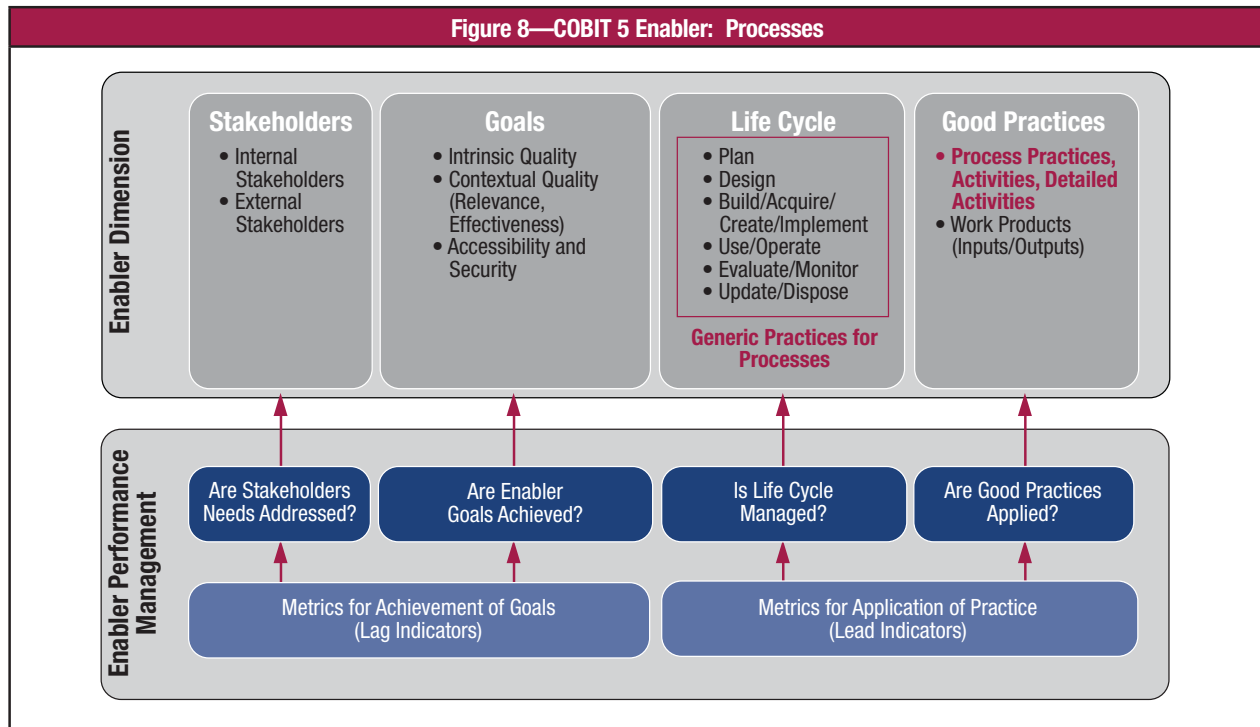 Figure 8—COBIT 5 Enabler: Processes
Enabler Dimension
Stakeholders
• Internal
Stakeholders
• External
Stakeholders
Goals
• Intrinsic Quality
• Contextual Quality
(Relevance,
Effectiveness)
• Accessibility and
Security
Life Cycle
• Plan
• Design
• Build/Acquire/
Create/Implement
• Use/Operate
• Evaluate/Monitor
• Update/Dispose
Generic Practices for
Processes
Good Practices
• Process Practices,
Activities, Detailed
Activities
• Work Products
(Inputs/Outputs)
Enabler Performance
Management
Are Stakeholders
Needs Addressed?
Are Enabler
Goals Achieved?
Is Life Cycle
Managed?
Are Good Practices
Applied?
Metrics for Achievement of Goals
(Lag Indicators)
Metrics for Application of Practice
(Lead Indicators)